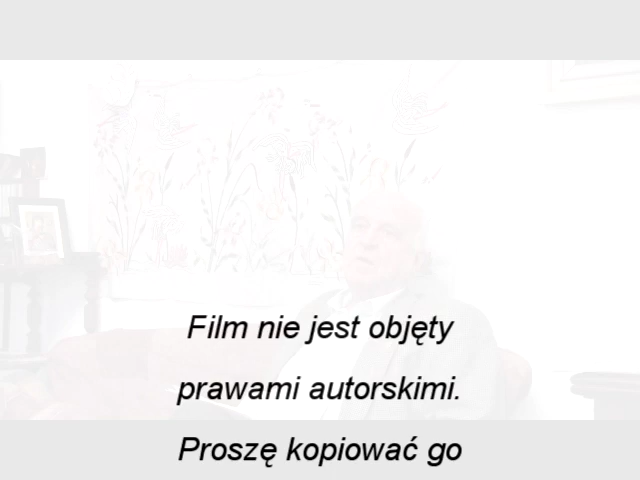 Film nie jest objęty
prawami autorskimi.
Proszę kopiować go